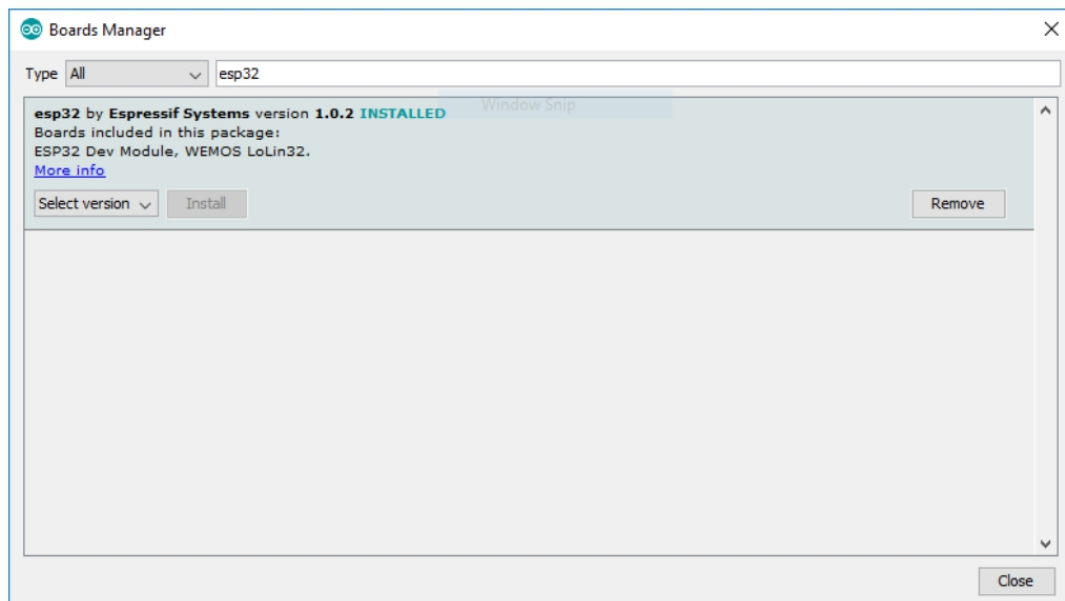 Boards Manager
Type All esp32
Window Snip
esp32 by Espressif Systems version 1.0.2 INSTALLED
Boards included in this package:
ESP32 Dev Module, WEMOS LoLin32.
More info
Select version Install Remove
Close